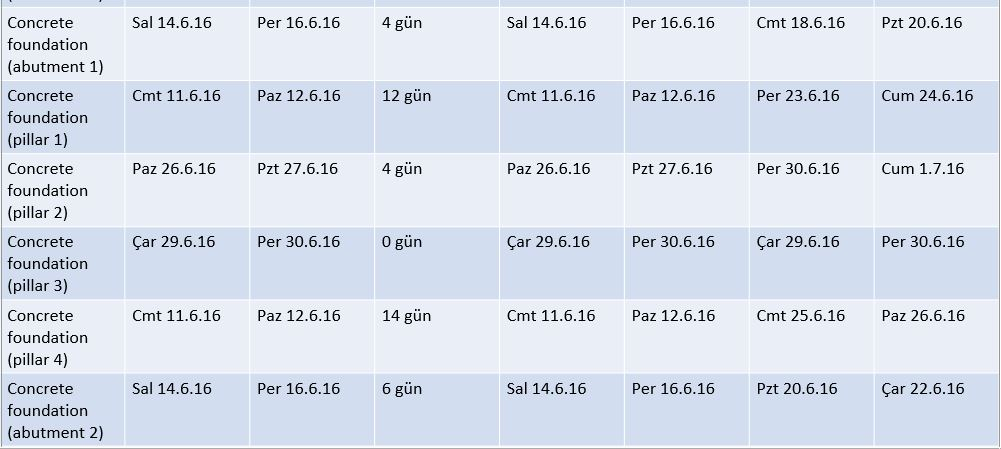 Concrete Sal 14.6.16 Per 16.6.16 4 gün Sal 14.6.16 Per 16.6.16 Cmt 18.6.16 Pzt 20.6.16
foundation
(abutment 1)
Concrete Cmt 11.6.16 Paz 12.6.16 12 gün Cmt 11.6.16 Paz 12.6.16 Per 23.6.16 Cum 24.6.16
foundation
(pillar 1)
Concrete Paz 26.6.16 Pzt 27.6.16 4 gün Paz 26.6.16 Pzt 27.6.16 Per 30.6.16 Cum 1.7.16
foundation
(pillar 2)
Concrete Çar 29.6.16 Per 30.6.16 0 gün Çar 29.6.16 Per 30.6.16 Çar 29.6.16 Per 30.6.16
foundation
(pillar 3)
Concrete Cmt 11.6.16 Paz 12.6.16 14 gün Cmt 11.6.16 Paz 12.6.16 Cmt 25.6.16 Paz 26.6.16
foundation
(pillar 4)
Concrete Sal 14.6.16 Per 16.6.16 6 gün Sal 14.6.16 Per 16.6.16 Pzt 20.6.16 Çar 22.6.16
foundation
(abutment 2)